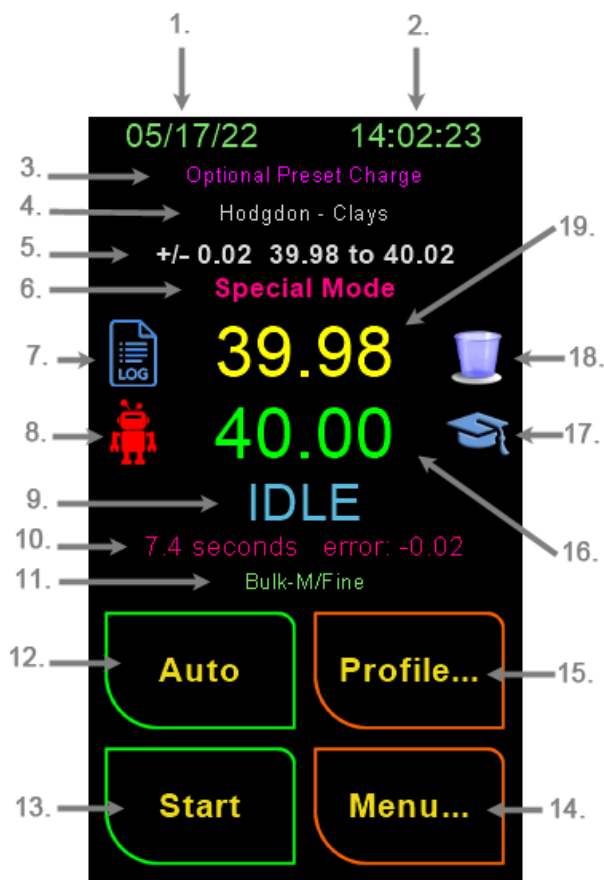 1. 2.
05/17/22 14:02:23
3. Optional Preset Charge
4. Hodgdon - Clays
19.
5. +/- 0.02 39.98 to 40.02
6. Special Mode
7. LOG 39.98 18.
8. 40.00 17.
9. IDLE
10. 7.4 seconds error: -0.02 16.
11. Bulk-M/Fine
12. Auto Profile... 15.
13. Start Menu... 14.